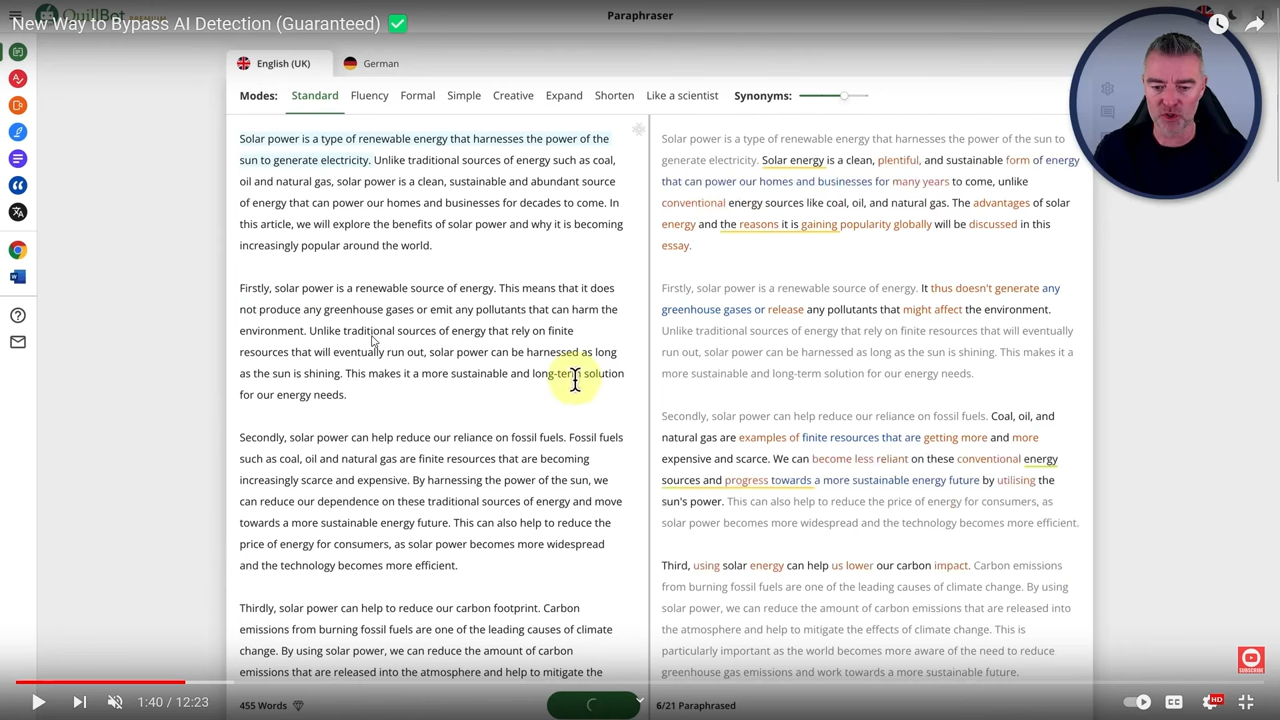 New Way to Bypass AI Detection (Guaranteed)
QuillBot PREMIUM
Paraphraser
English (UK)
German
Modes: Standard Fluency Formal Simple Creative Expand Shorten Like a scientist Synonyms:
Solar power is a type of renewable energy that harnesses the power of the
sun to generate electricity. Unlike traditional sources of energy such as coal,
oil and natural gas, solar power is a clean, sustainable and abundant source
of energy that can power our homes and businesses for decades to come. In
this article, we will explore the benefits of solar power and why it is becoming
increasingly popular around the world.
Firstly, solar power is a renewable source of energy. This means that it does
not produce any greenhouse gases or emit any pollutants that can harm the
environment. Unlike traditional sources of energy that rely on finite
resources that will eventually run out, solar power can be harnessed as long
as the sun is shining. This makes it a more sustainable and long-term solution
for our energy needs.
Secondly, solar power can help reduce our reliance on fossil fuels. Fossil fuels
such as coal, oil and natural gas are finite resources that are becoming
increasingly scarce and expensive. By harnessing the power of the sun, we
can reduce our dependence on these traditional sources of energy and move
towards a more sustainable energy future. This can also help to reduce the
price of energy for consumers, as solar power becomes more widespread
and the technology becomes more efficient.
Thirdly, solar power can help to reduce our carbon footprint. Carbon
emissions from burning fossil fuels are one of the leading causes of climate
change. By using solar power, we can reduce the amount of carbon
emissions that are released into the atmosphere and help to mitigate the
Solar power is a type of renewable energy that harnesses the power of the sun to
generate electricity. Solar energy is a clean, plentiful, and sustainable form of energy
that can power our homes and businesses for many years to come, unlike
conventional energy sources like coal, oil, and natural gas. The advantages of solar
energy and the reasons it is gaining popularity globally will be discussed in this
essay.
Firstly, solar power is a renewable source of energy. It thus doesn't generate any
greenhouse gases or release any pollutants that might affect the environment.
Unlike traditional sources of energy that rely on finite resources that will eventually
run out, solar power can be harnessed as long as the sun is shining. This makes it a
more sustainable and long-term solution for our energy needs.
Secondly, solar power can help reduce our reliance on fossil fuels. Coal, oil, and
natural gas are examples of finite resources that are getting more and more
expensive and scarce. We can become less reliant on these conventional energy
sources and progress towards a more sustainable energy future by utilising the
sun's power. This can also help to reduce the price of energy for consumers, as
solar power becomes more widespread and the technology becomes more efficient.
Third, using solar energy can help us lower our carbon impact. Carbon emissions
from burning fossil fuels are one of the leading causes of climate change. By using
solar power, we can reduce the amount of carbon emissions that are released into
the atmosphere and help to mitigate the effects of climate change. This is
particularly important as the world becomes more aware of the need to reduce
greenhouse gas emissions and work towards a more sustainable future.
SUBSCRIBE
1:40 / 12:23
CC
HD
455 Words
6/21 Paraphrased